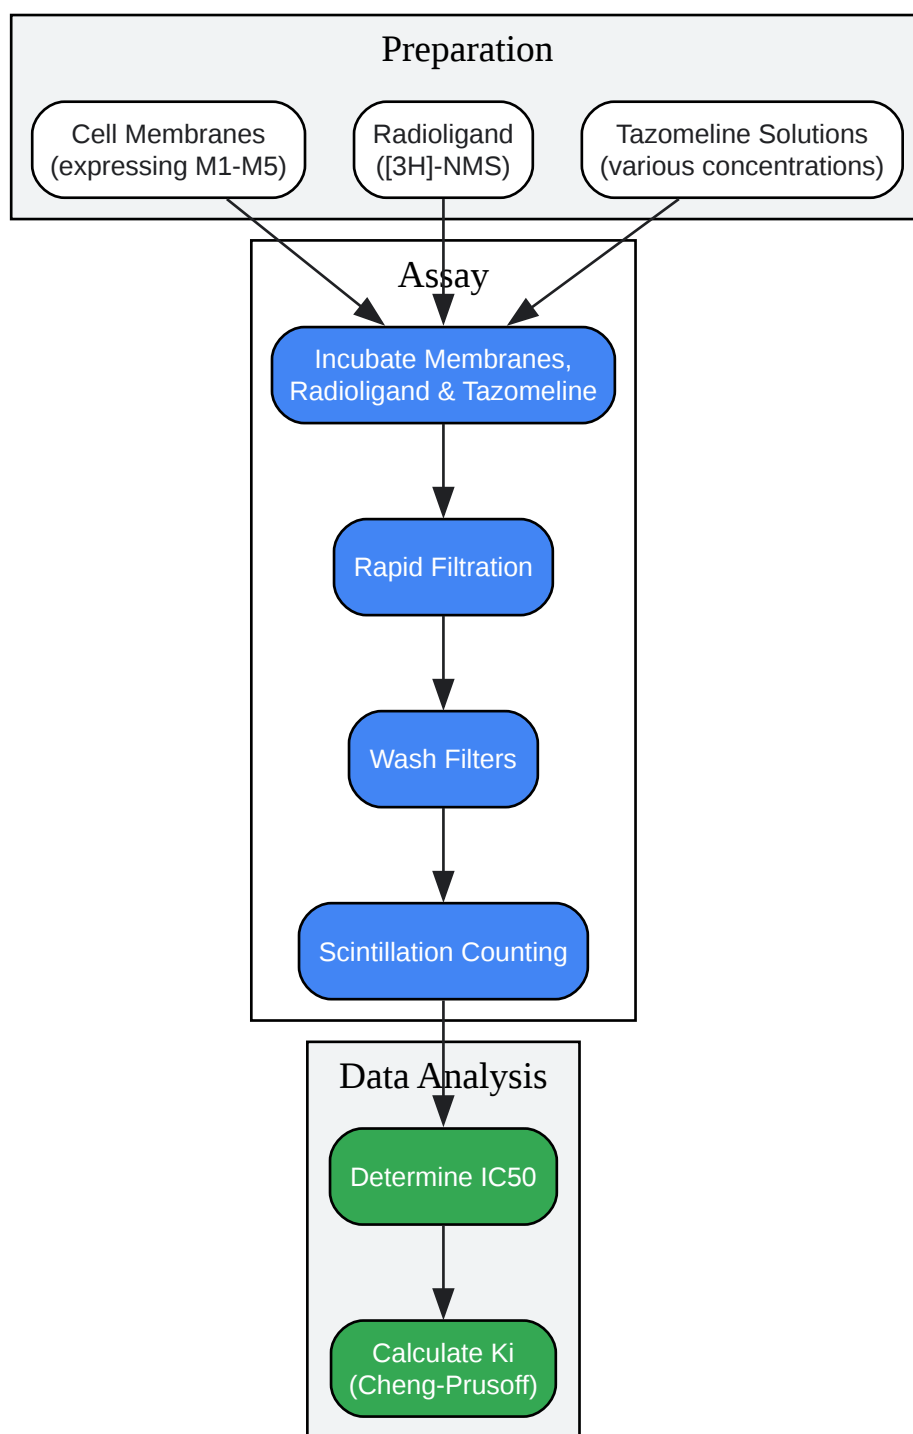 Preparation
Cell Membranes
(expressing M1-M5)
Radioligand
([3H]-NMS)
Tazomeline Solutions
(various concentrations)
Assay
Incubate Membranes,
Radioligand & Tazomeline
Rapid Filtration
Wash Filters
Scintillation Counting
Data Analysis
Determine IC50
Calculate Ki
(Cheng-Prusoff)